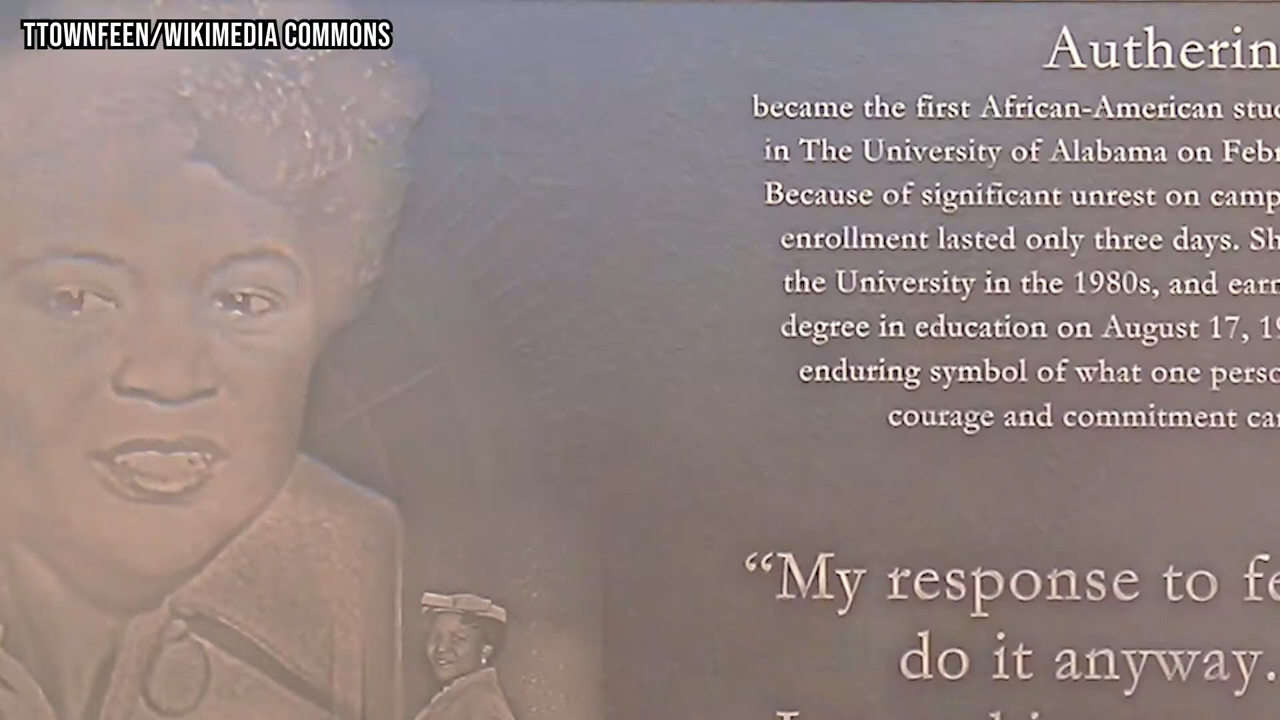 TTOWNFEEN/WIKIMEDIA COMMONS
Autherin
became the first African-American stud
in The University of Alabama on Febr
Because of significant unrest on camp
enrollment lasted only three days. Sh
the University in the 1980s, and earn
degree in education on August 17, 19
enduring symbol of what one perso
courage and commitment can
“My response to fe
do it anyway.